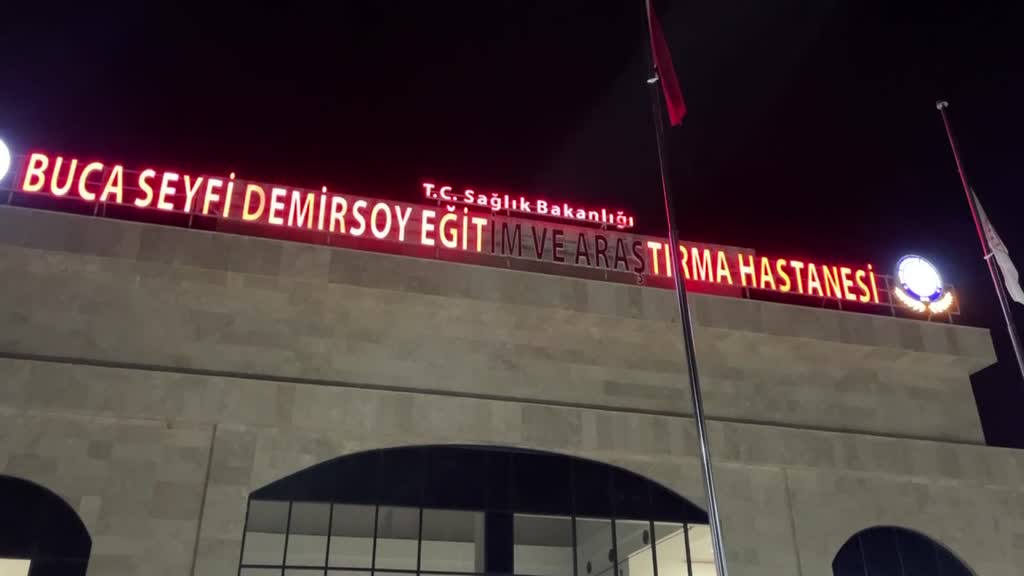 T.C. Sağlık Bakanlığı
BUCA SEYFİ DEMİRSOY EĞİTİM VE ARAŞTIRMA HASTANESİ